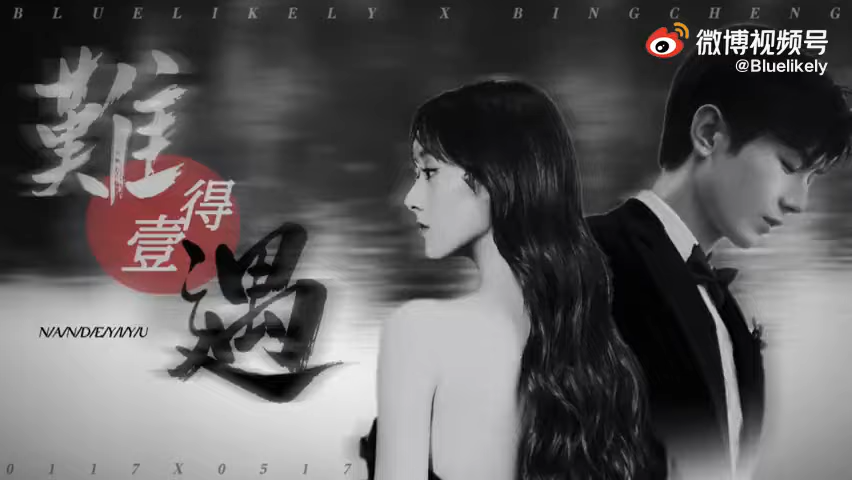 BLUELIKELY X BINGCHENG
微博视频号
@Bluelikely
難
得
壹
遇
N/A/N/D/E/Y/I/Y/U
0117X0517